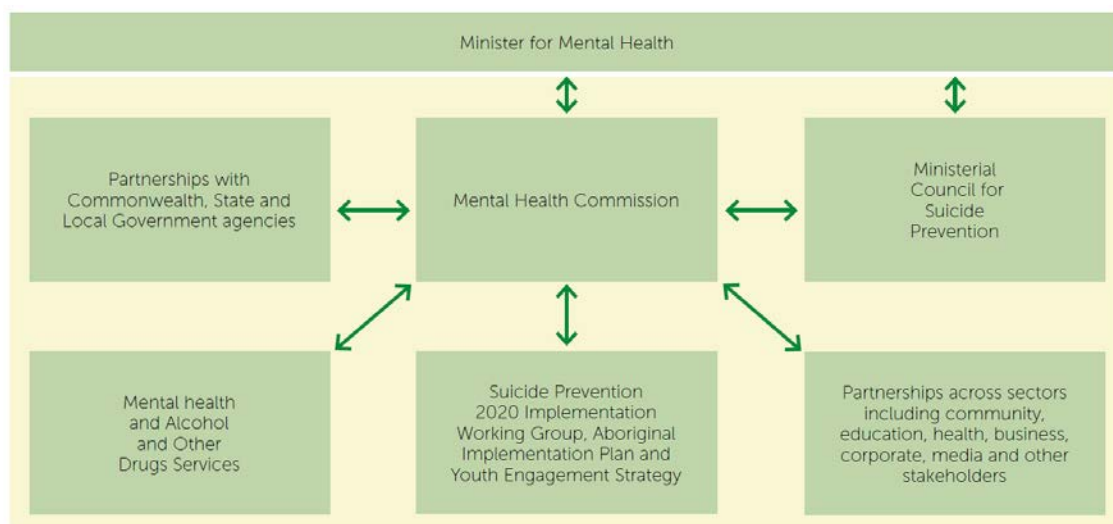 Minister for Mental Health
Partnerships with
Commonwealth, State and
Local Government agencies
Mental Health Commission
Ministerial
Council for
Suicide
Prevention
Mental health
and Alcohol
and Other
Drugs Services
Suicide Prevention
2020 Implementation
Working Group, Aboriginal
Implementation Plan and
Youth Engagement Strategy
Partnerships across sectors
including community,
education, health, business,
corporate, media and other
stakeholders